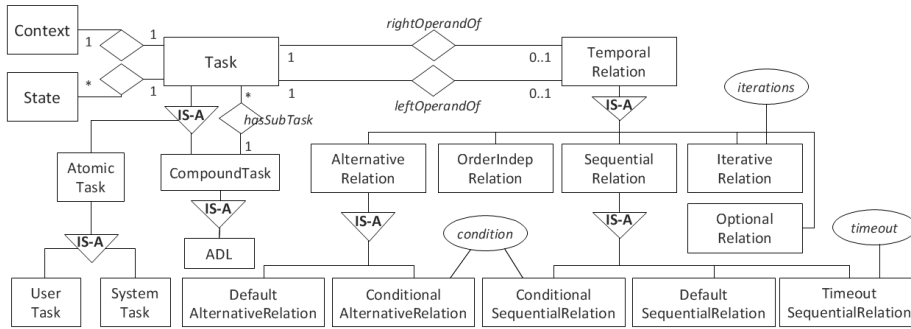 rightOperandOf
Context
1
1
Task
1
0..1
Temporal
Relation
State
*
1
1
0..1
leftOperandOf
iterations
IS-A
*
hasSubTask
1
IS-A
Atomic
Task
CompoundTask
Alternative
Relation
OrderIndep
Relation
Sequential
Relation
Iterative
Relation
IS-A
IS-A
IS-A
Optional
Relation
condition
timeout
IS-A
ADL
User
Task
System
Task
Default
AlternativeRelation
Conditional
AlternativeRelation
Conditional
SequentialRelation
Default
SequentialRelation
Timeout
SequentialRelation